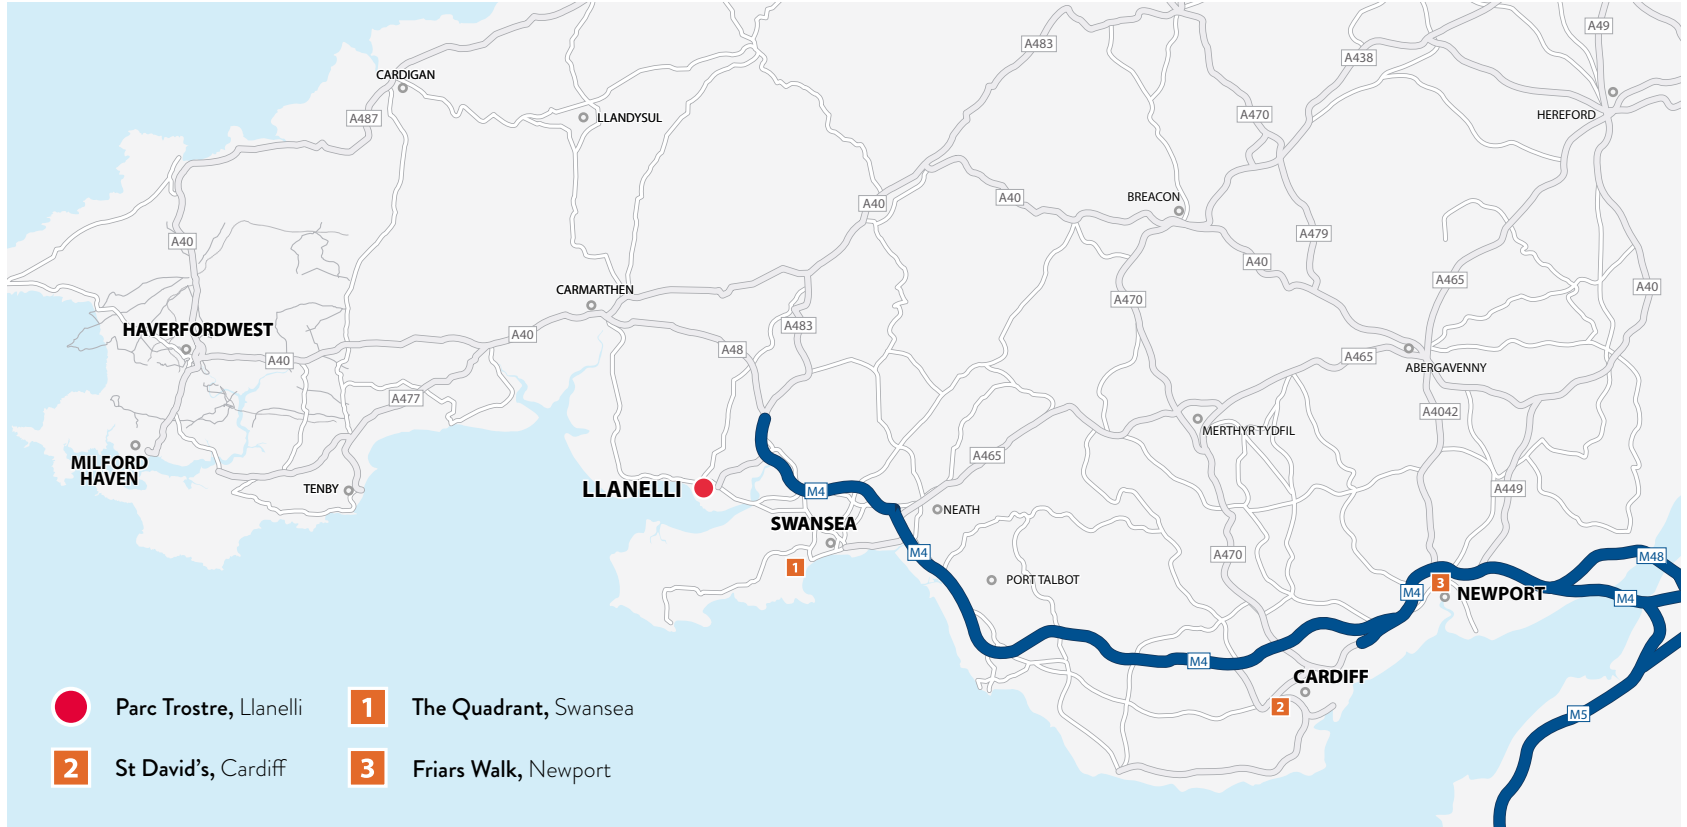 A483
A49
A438
CARDIGAN
A487
LLANDYSUL
A470
HEREFORD
A40
A40
BREACON
A40
A479
A40
A465
A40
CARMARTHEN
A470
HAVERFORDWEST
A40
A40
A48
A483
A465
ABERGAVENNY
A477
A4042
MERTHYR TYDFIL
A465
MILFORD
HAVEN
TENBY
LLANELLI
M4
A449
SWANSEA
NEATH
1
M4
A470
M48
PORT TALBOT
3
M4
NEWPORT
M4
M4
CARDIFF
2
M5
Parc Trostre, Llanelli
1 The Quadrant, Swansea
2 St David's, Cardiff
3 Friars Walk, Newport